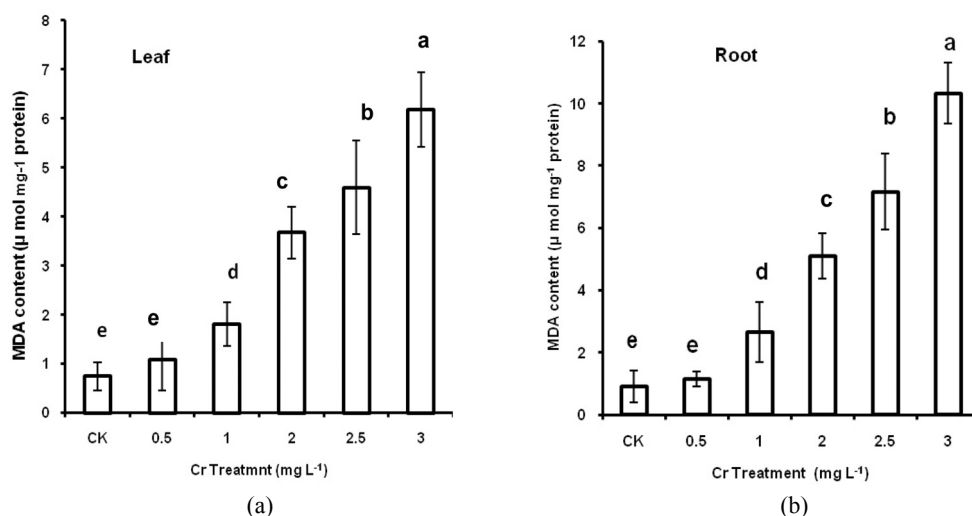 Leaf
MDA content (µ mol mg-1 protein)
8
7
6
5
4
3
2
1
0
e
e
d
c
b
a
CK 0.5 1 2 2.5 3
Cr Treatmnt (mg L-1)
(a)
Root
MDA content (µ mol mg-1 protein)
12
10
8
6
4
2
0
e
e
d
c
b
a
CK 0.5 1 2 2.5 3
Cr Treatment (mg L-1)
(b)